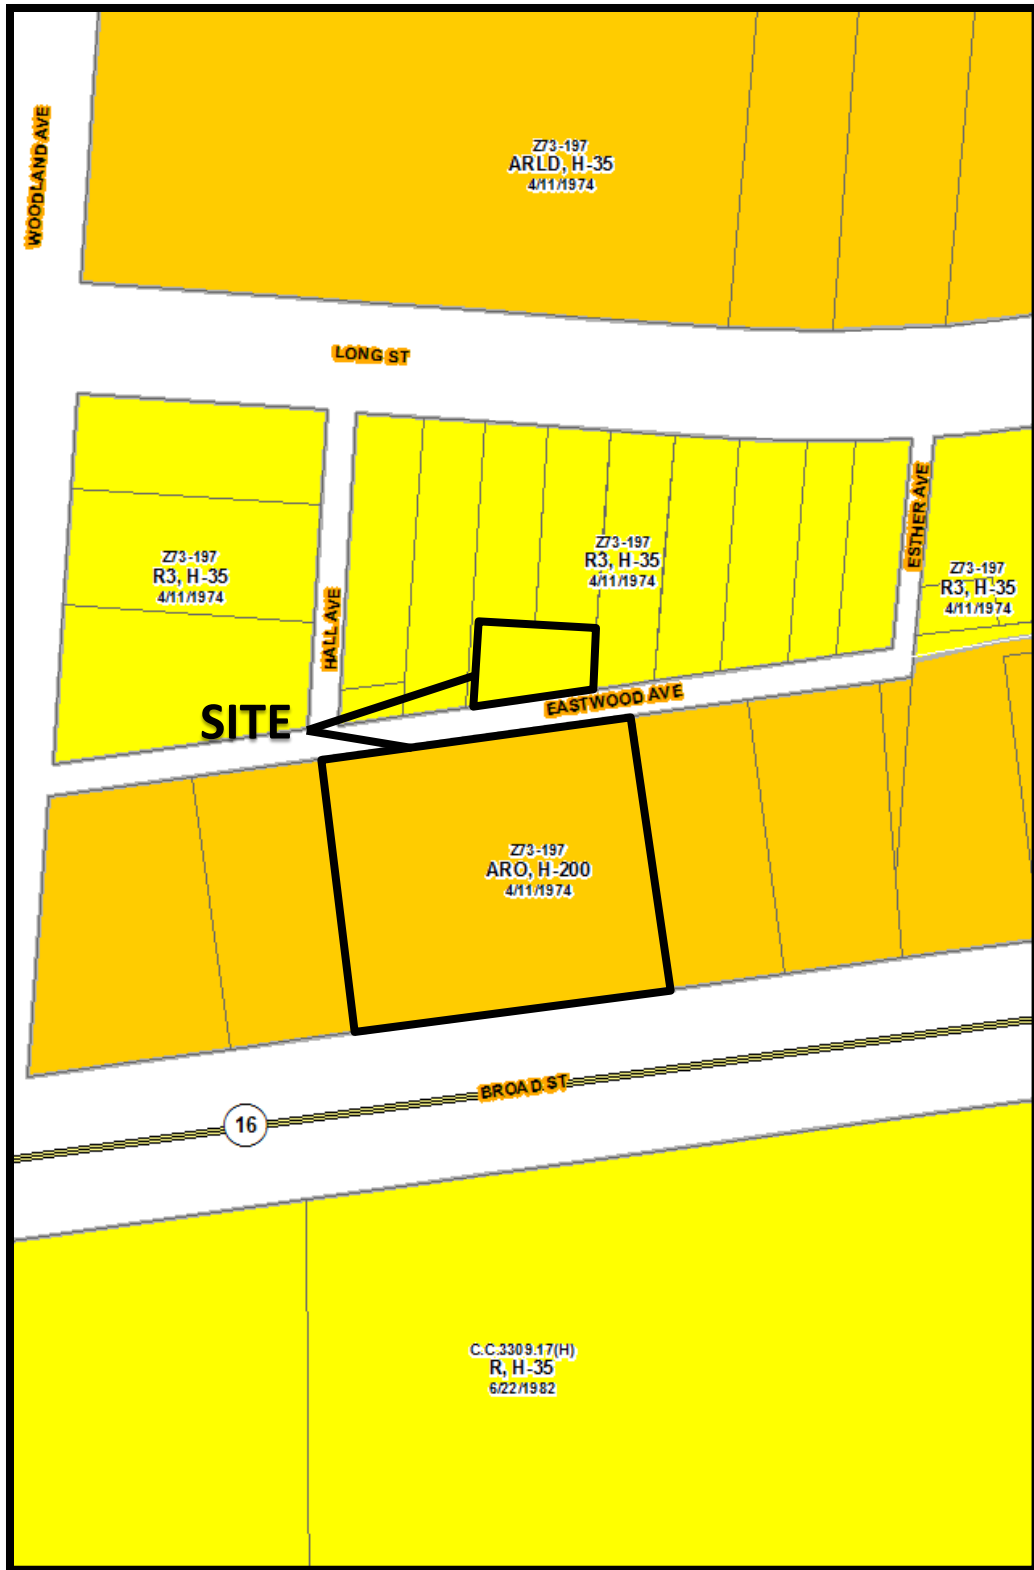 WOODLAND AVE
Z73-197
ARLD, H-35
4/11/1974
LONG ST
Z73-197
R3, H-35
4/11/1974
HALL AVE
Z73-197
R3, H-35
4/11/1974
ESTHER AVE
Z73-197
R3, H-35
4/11/1974
EASTWOOD AVE
SITE
Z73-197
ARO, H-200
4/11/1974
BROAD ST
16
C.C.3309.17(H)
R, H-35
6/22/1982